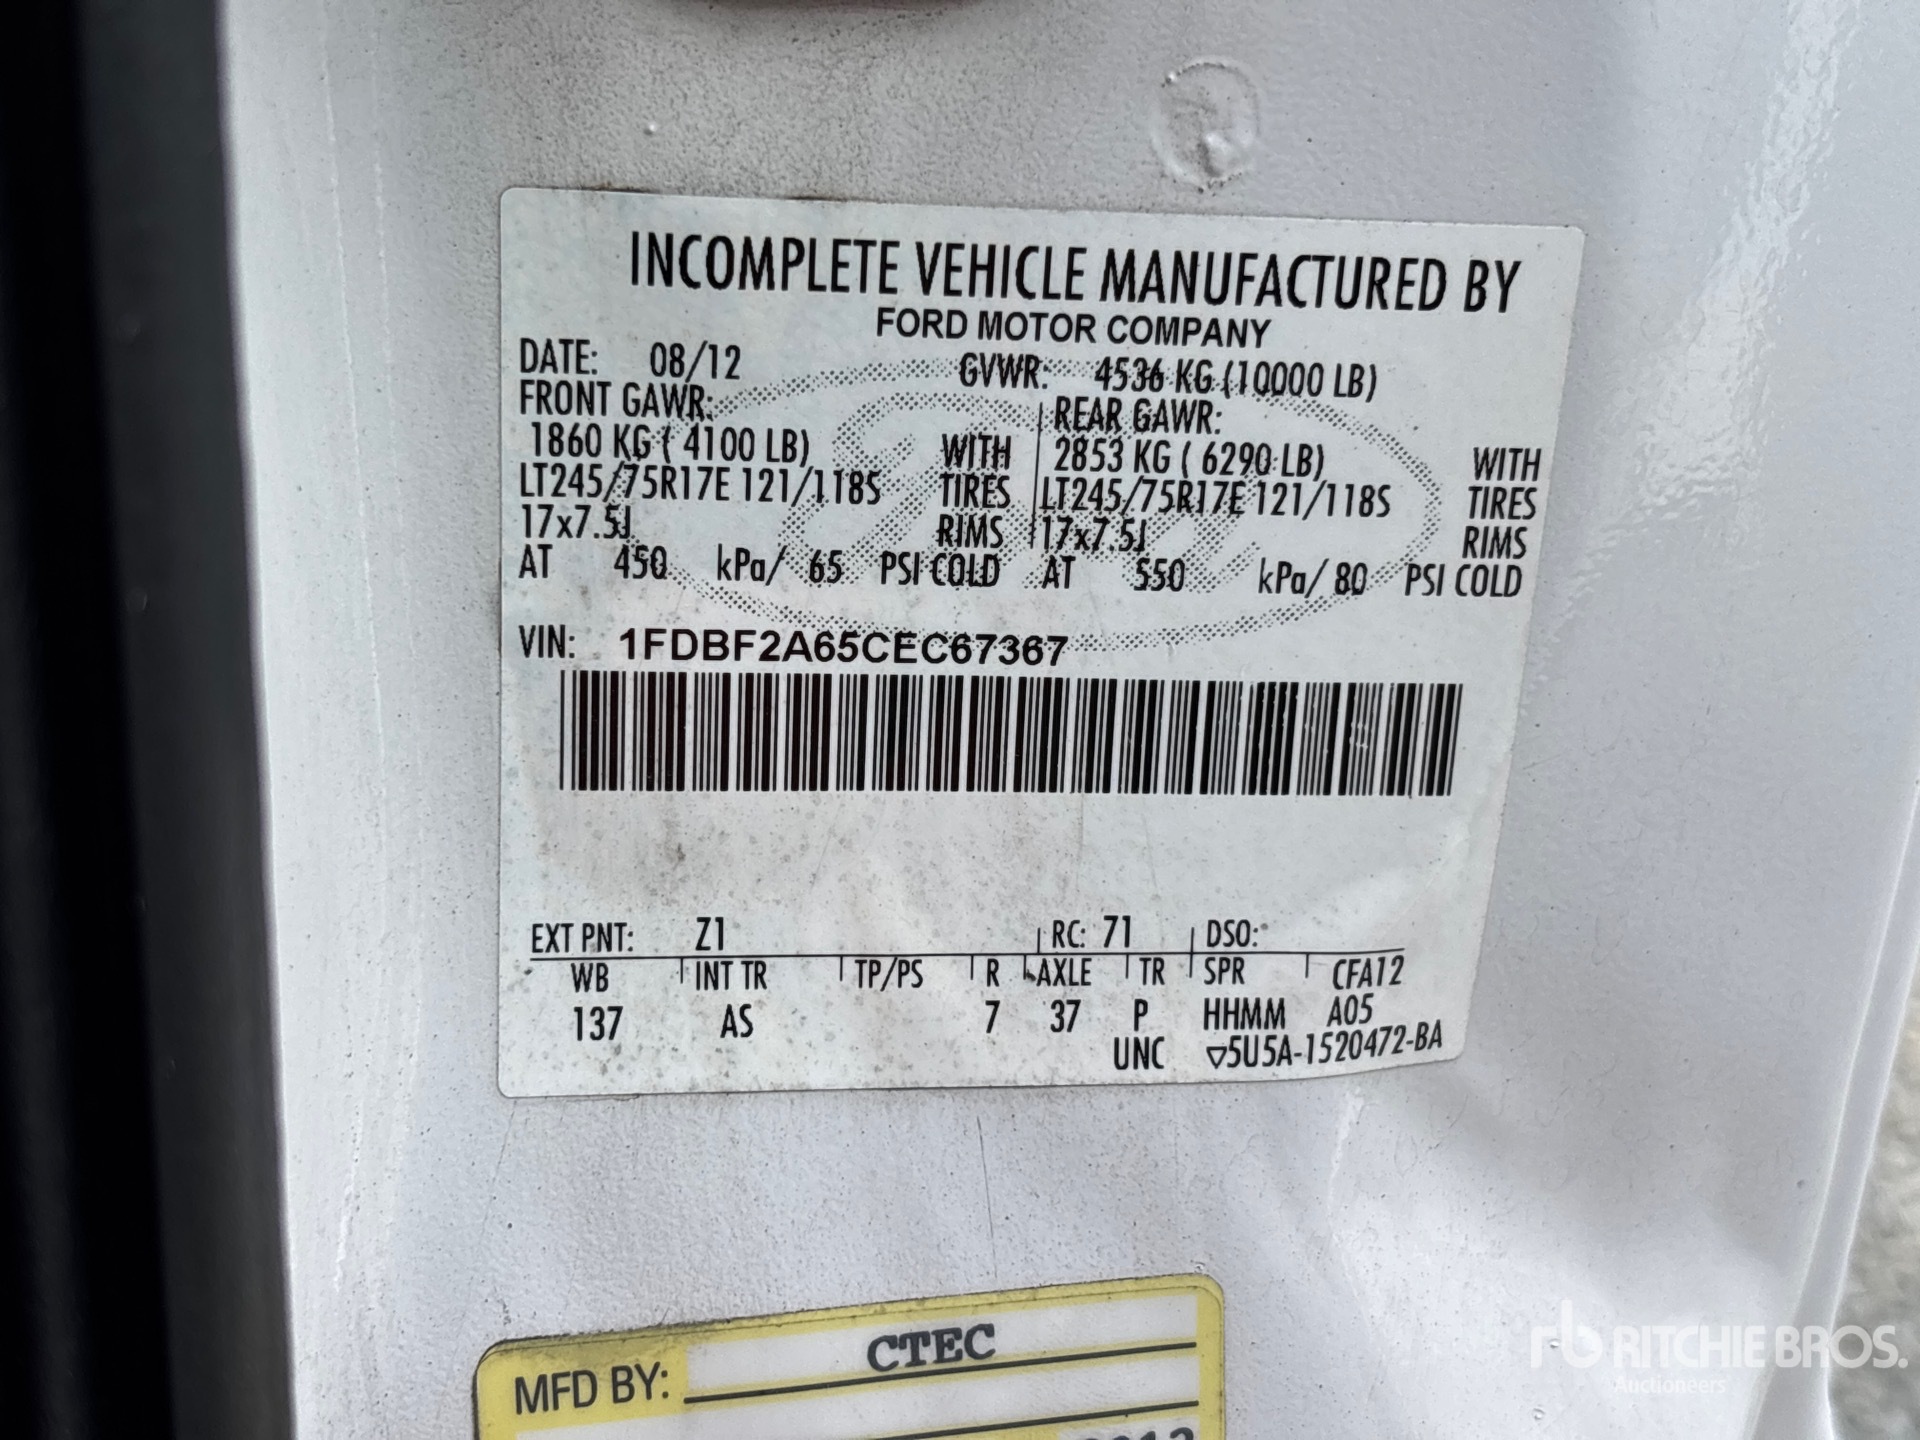 INCOMPLETE VEHICLE MANUFACTURED BY
FORD MOTOR COMPANY
DATE: 08/12 GVWR: 4536 KG (10000 LB)
FRONT GAWR: REAR GAWR:
1860 KG ( 4100 LB) WITH 2853 KG ( 6290 LB) WITH
LT245/75R17E 121/118S TIRES LT245/75R17E 121/118S TIRES
17x7.5J RIMS 17x7.5J RIMS
AT 450 kPa/ 65 PSI COLD AT 550 kPa/ 80 PSI COLD
VIN: 1FDBF2A65CEC67367
EXT PNT: Z1 RC: 71 DSO:
WB INT TR TP/PS R AXLE TR SPR CFA12
137 AS 7 37 P HHMM A05
UNC ▽5U5A-1520472-BA
MFD BY: CTEC
rb RITCHIE BROS.
Auctioneers